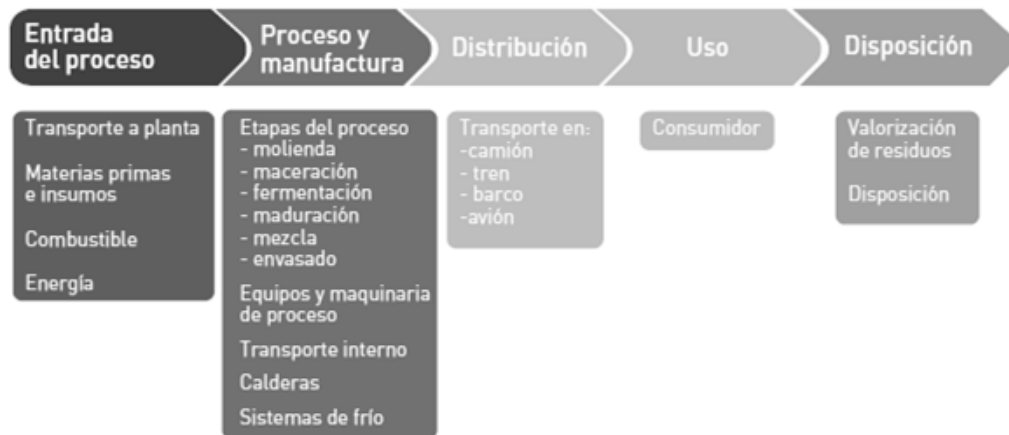 Entrada
del proceso
Proceso y
manufactura
Distribución
Uso
Disposición
Transporte a planta
Materias primas
e insumos
Combustible
Energía
Etapas del proceso
- molienda
- maceración
- fermentación
- maduración
- mezcla
- envasado
Equipos y maquinaria
de proceso
Transporte interno
Calderas
Sistemas de frío
Transporte en:
-camión
- tren
- barco
-avión
Consumidor
Valorización
de residuos
Disposición